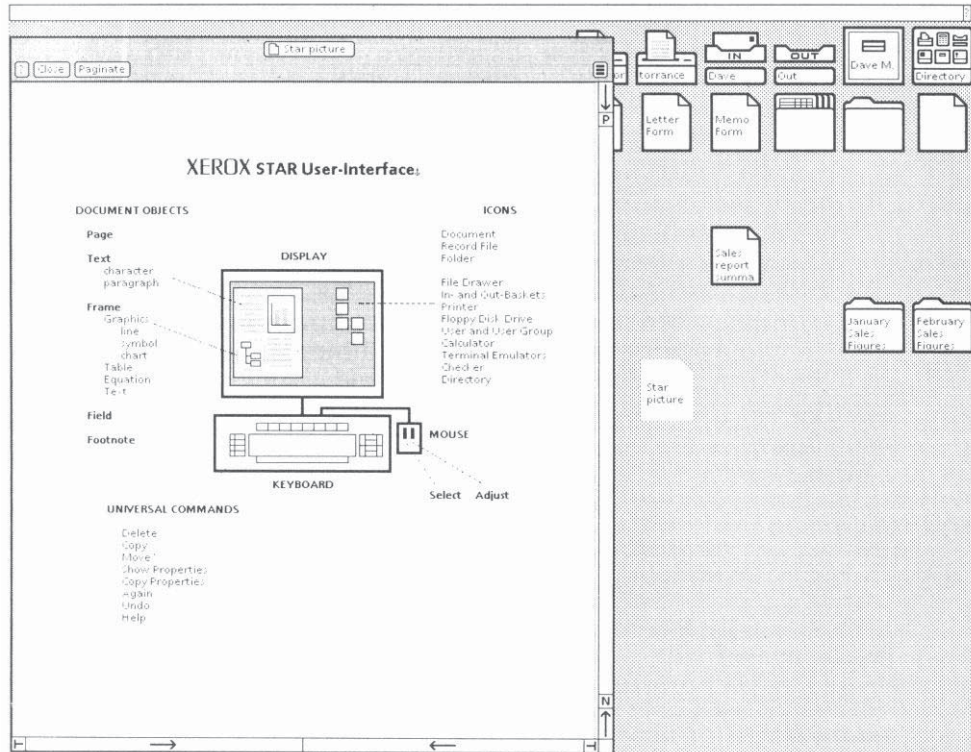 Star picture
? Close Paginate
P
XEROX STAR User-Interface
DOCUMENT OBJECTS
Page
Text
character
paragraph
Frame
Graphics
line
symbol
chart
Table
Equation
Text
Field
Footnote
DISPLAY
ICONS
Document
Record File
Folder
File Drawer
In- and Out-Baskets
Printer
Floppy Disk Drive
User and User Group
Calculator
Terminal Emulators
Checker
Directory
MOUSE
KEYBOARD
Select Adjust
UNIVERSAL COMMANDS
Delete
Copy
Move
Show Properties
Copy Properties
Again
Undo
Help
N
torrance
IN
Dave
OUT
Out
Dave M.
Directory
Letter
Form
Memo
Form
Sales
report
summa
January
Sales
Figures
February
Sales
Figures
Star
picture